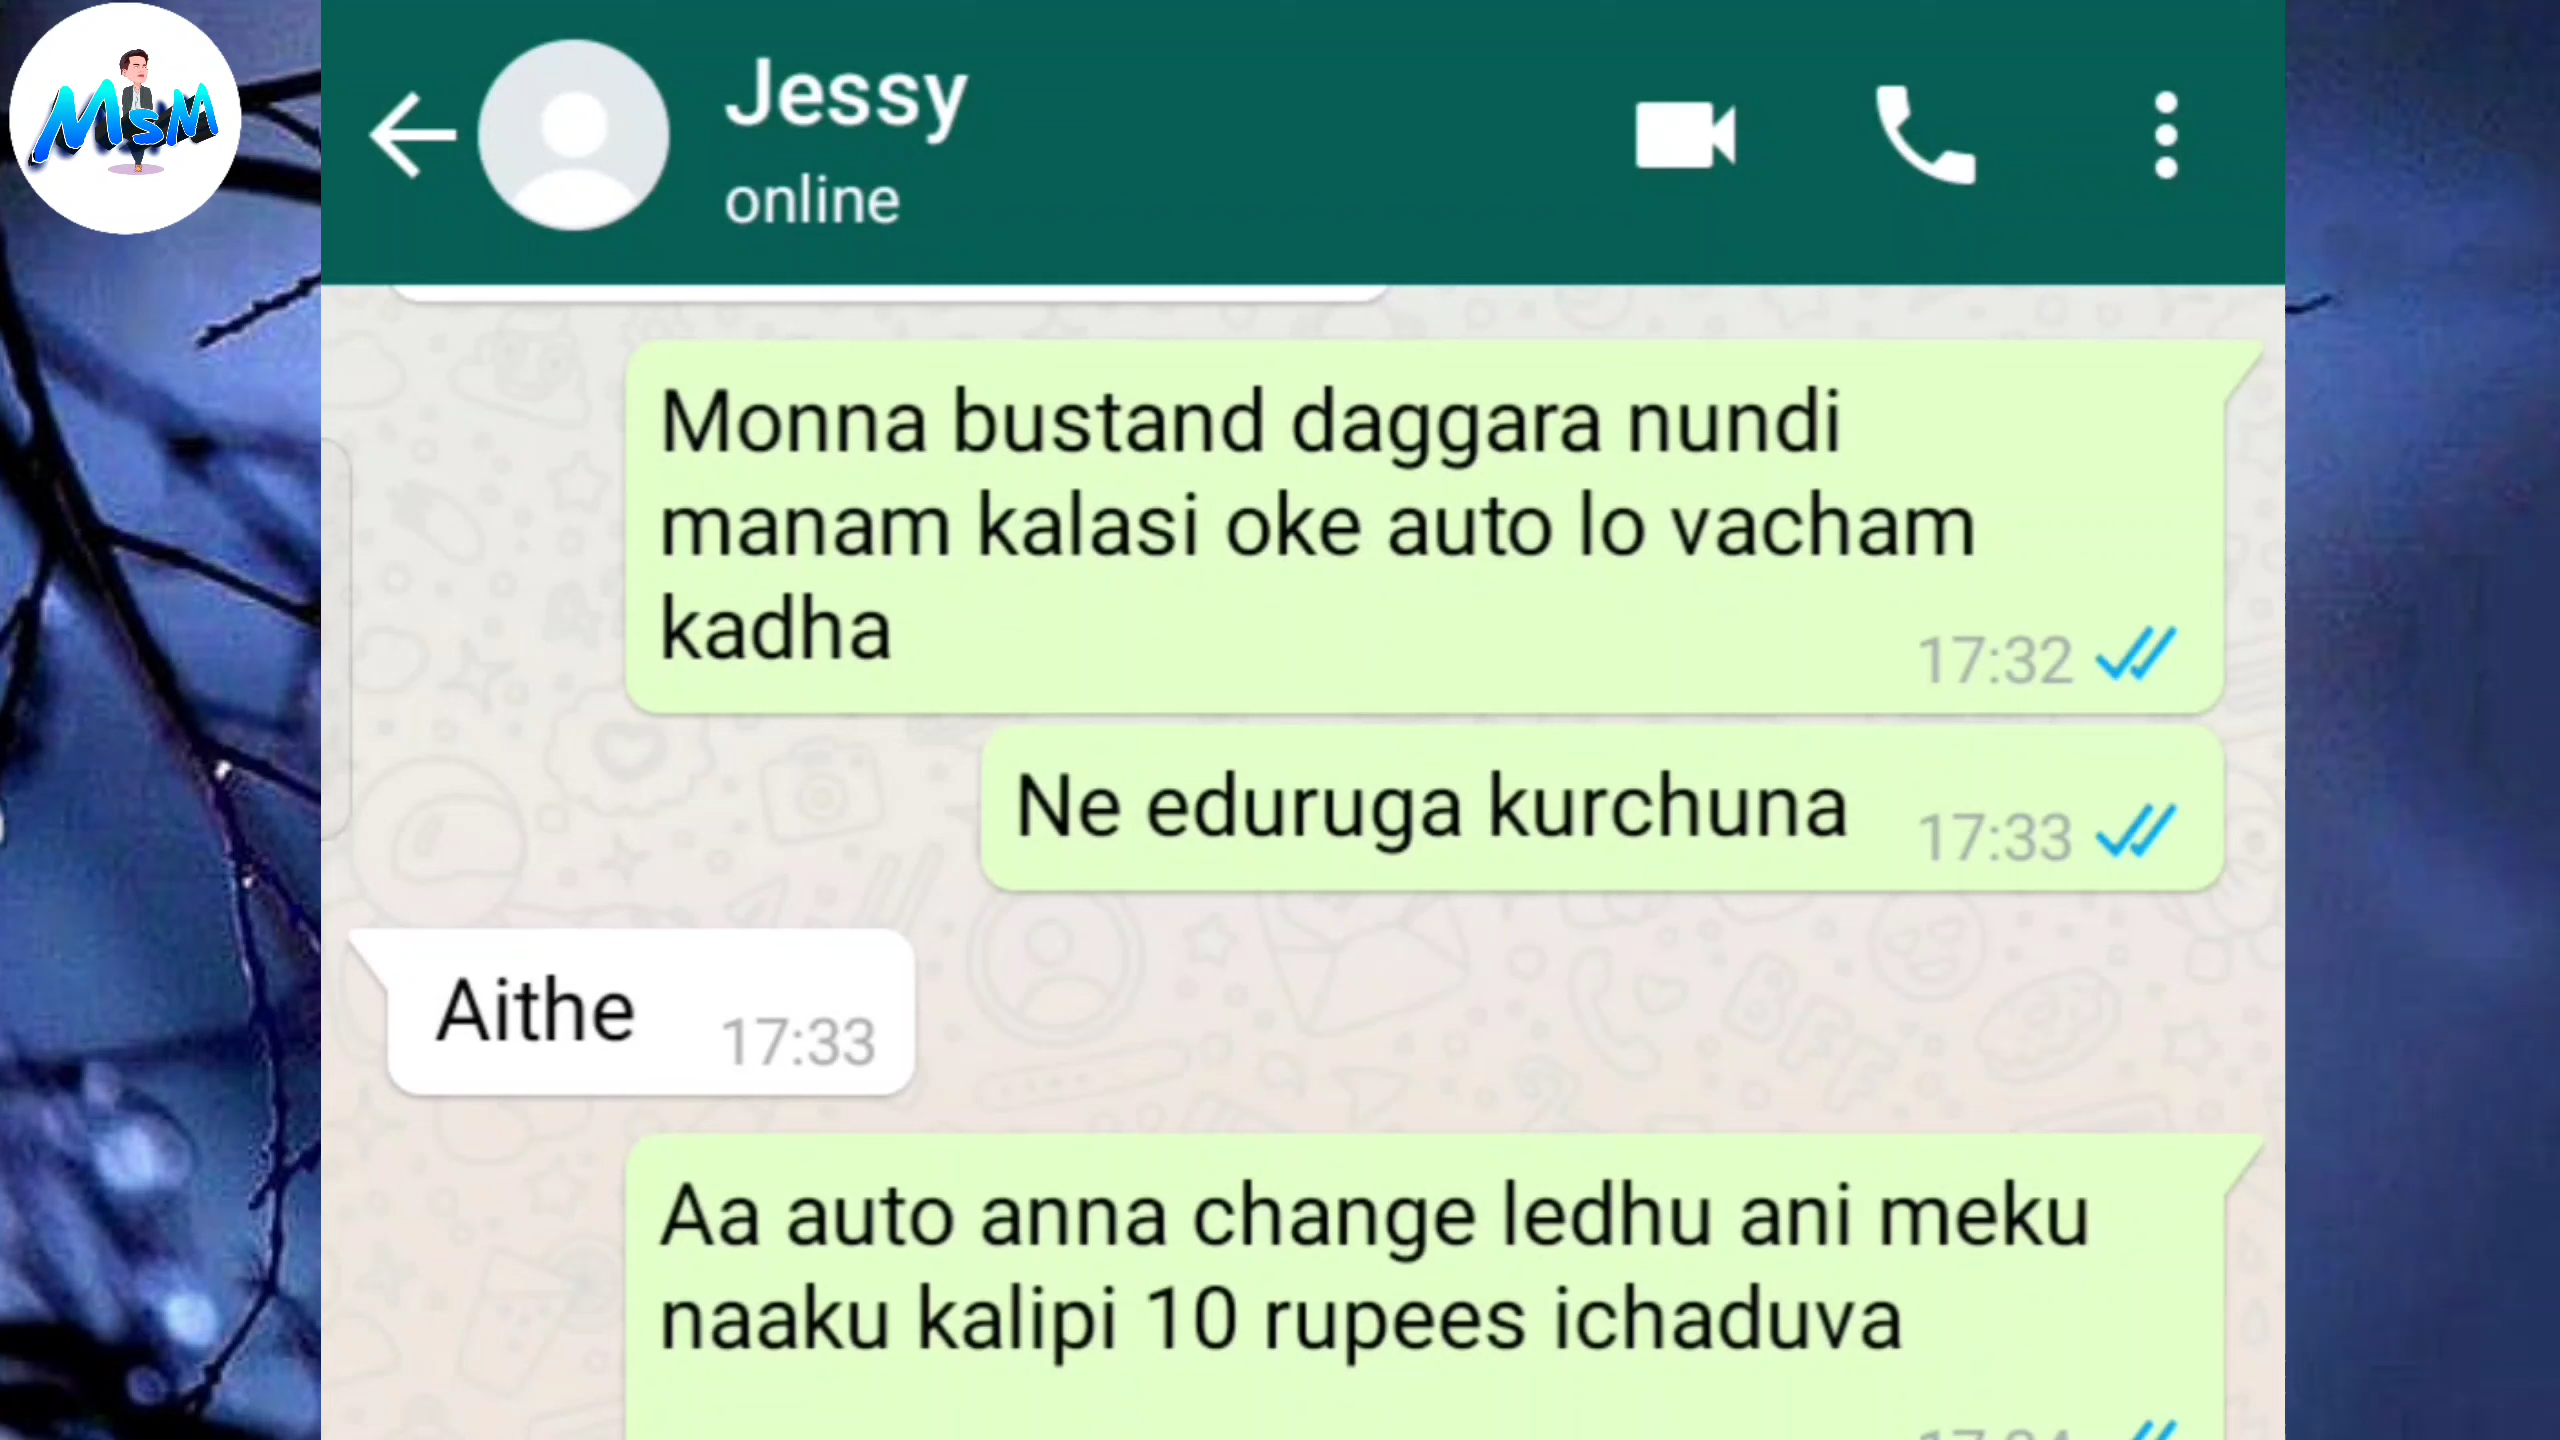 MSM
Jessy
online
Monna bustand daggara nundi
manam kalasi oke auto lo vacham
kadha
17:32
Ne eduruga kurchuna
17:33
Aithe
17:33
Aa auto anna change ledhu ani meku
naaku kalipi 10 rupees ichaduva